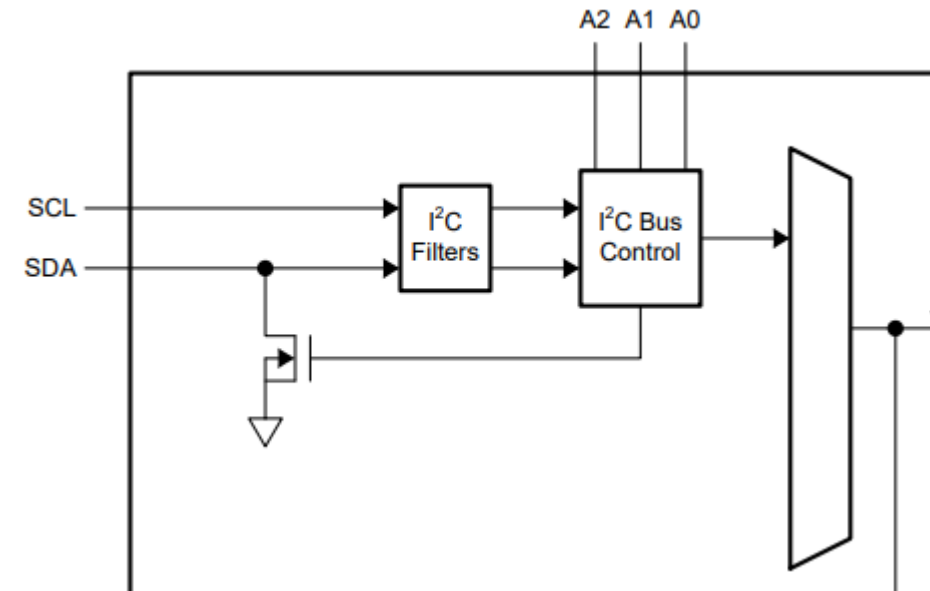 A2 A1 A0
SCL
SDA
I²C
Filters
I²C Bus
Control